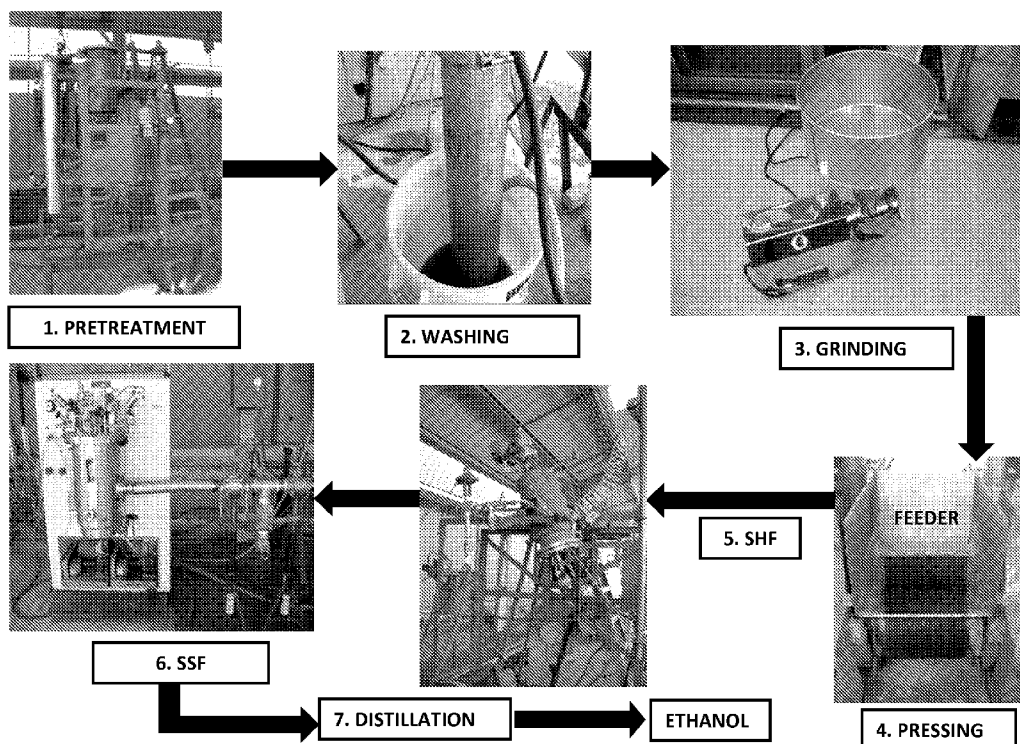 1. PRETREATMENT
2. WASHING
3. GRINDING
FEEDER
4. PRESSING
5. SHF
6. SSF
7. DISTILLATION
ETHANOL